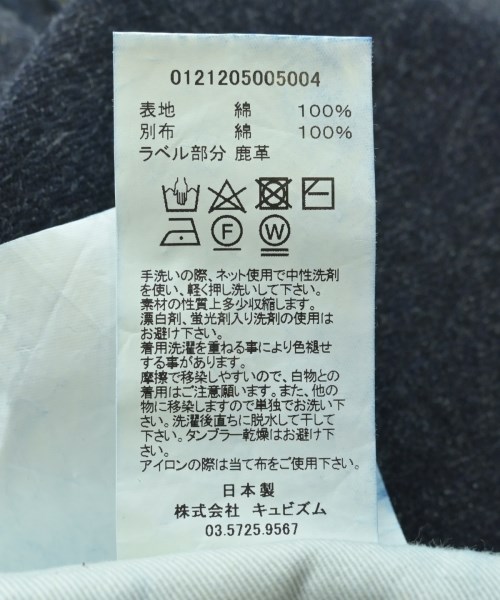 0121205005004
表地 綿 100%
別布 綿 100%
ラベル部分 鹿革
F W
手洗いの際、ネット使用で中性洗剤
を使い、軽く押し洗いして下さい。
素材の性質上多少収縮します。
漂白剤、蛍光剤入り洗剤の使用は
お避け下さい。
着用洗濯を重ねる事により色褪せ
する事があります。
摩擦で移染しやすいので、白物との
着用はご注意願います。また、他の
物に移染しますので単独でお洗い下
さい。洗濯後直ちに脱水して干して
下さい。タンブラー乾燥はお避け下
さい。
アイロンの際は当て布をご使用下さい。
日本製
株式会社 キュビズム
03.5725.9567